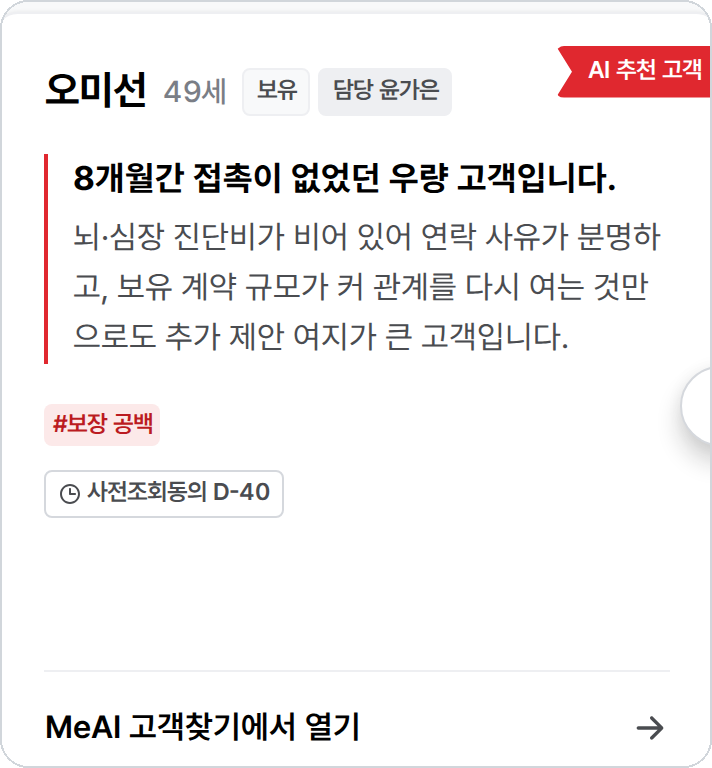 AI 추천 고객
오미선 49세 보유 담당 윤가은
8개월간 접촉이 없었던 우량 고객입니다.
뇌·심장 진단비가 비어 있어 연락 사유가 분명하
고, 보유 계약 규모가 커 관계를 다시 여는 것만
으로도 추가 제안 여지가 큰 고객입니다.
#보장 공백
사전조회동의 D-40
MeAI 고객찾기에서 열기